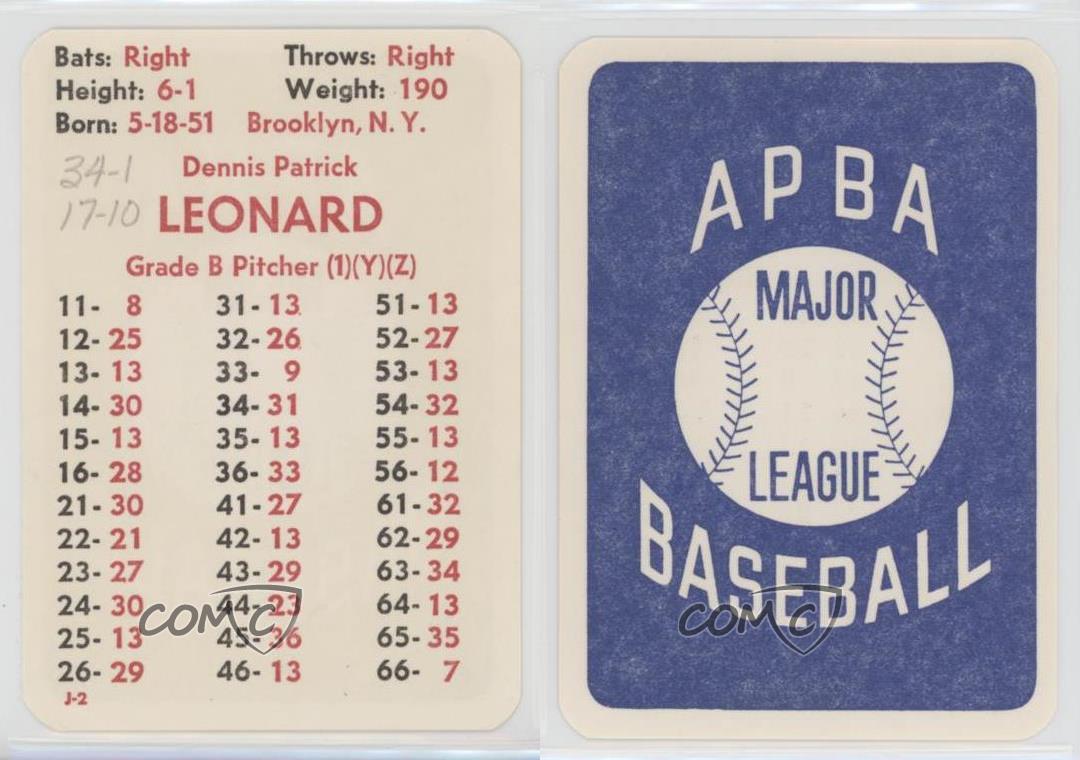 Bats: Right Throws: Right
Height: 6-1 Weight: 190
Born: 5-18-51 Brooklyn, N. Y.
34-1 Dennis Patrick
17-10 LEONARD
Grade B Pitcher (1)(Y)(Z)
11- 8 31- 13 51- 13
12- 25 32- 26 52- 27
13- 13 33- 9 53- 13
14- 30 34- 31 54- 32
15- 13 35- 13 55- 13
16- 28 36- 33 56- 12
21- 30 41- 27 61- 32
22- 21 42- 13 62- 29
23- 27 43- 29 63- 34
24- 30 44- 23 64- 13
25- 13 45- 36 65- 35
26- 29 46- 13 66- 7
J-2
COMC
APBA
MAJOR
LEAGUE
BASEBALL
COMC